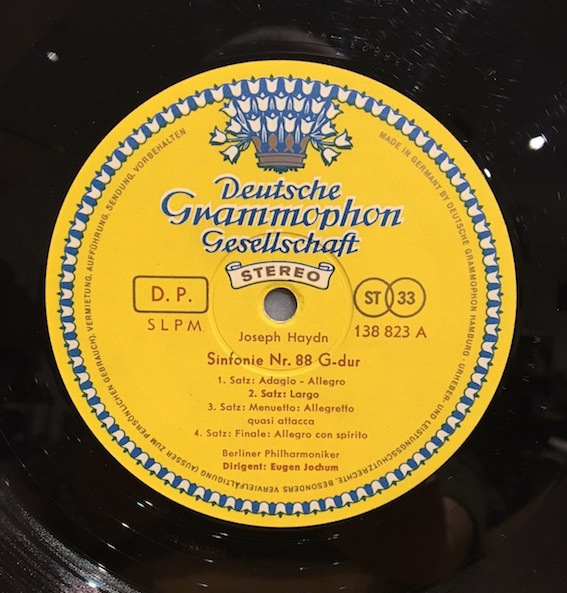 Deutsche
Grammophon
Gesellschaft
STEREO
D. P.
SLPM
ST 33
138 823 A
Joseph Haydn
Sinfonie Nr. 88 G-dur
1. Satz: Adagio - Allegro
2. Satz: Largo
3. Satz: Menuetto: Allegretto
quasi attacca
4. Satz: Finale: Allegro con spirito
Berliner Philharmoniker
Dirigent: Eugen Jochum
MADE IN GERMANY BY DEUTSCHE GRAMMOPHON HAMBURG · URHEBER- UND LEISTUNGSSCHUTZRECHTE, BESONDERS VERVIELFÄLTIGUNG (AUSSER ZUM PERSÖNLICHEN GEBRAUCH), VERMIETUNG, AUFFÜHRUNG, SENDUNG, VORBEHALTEN